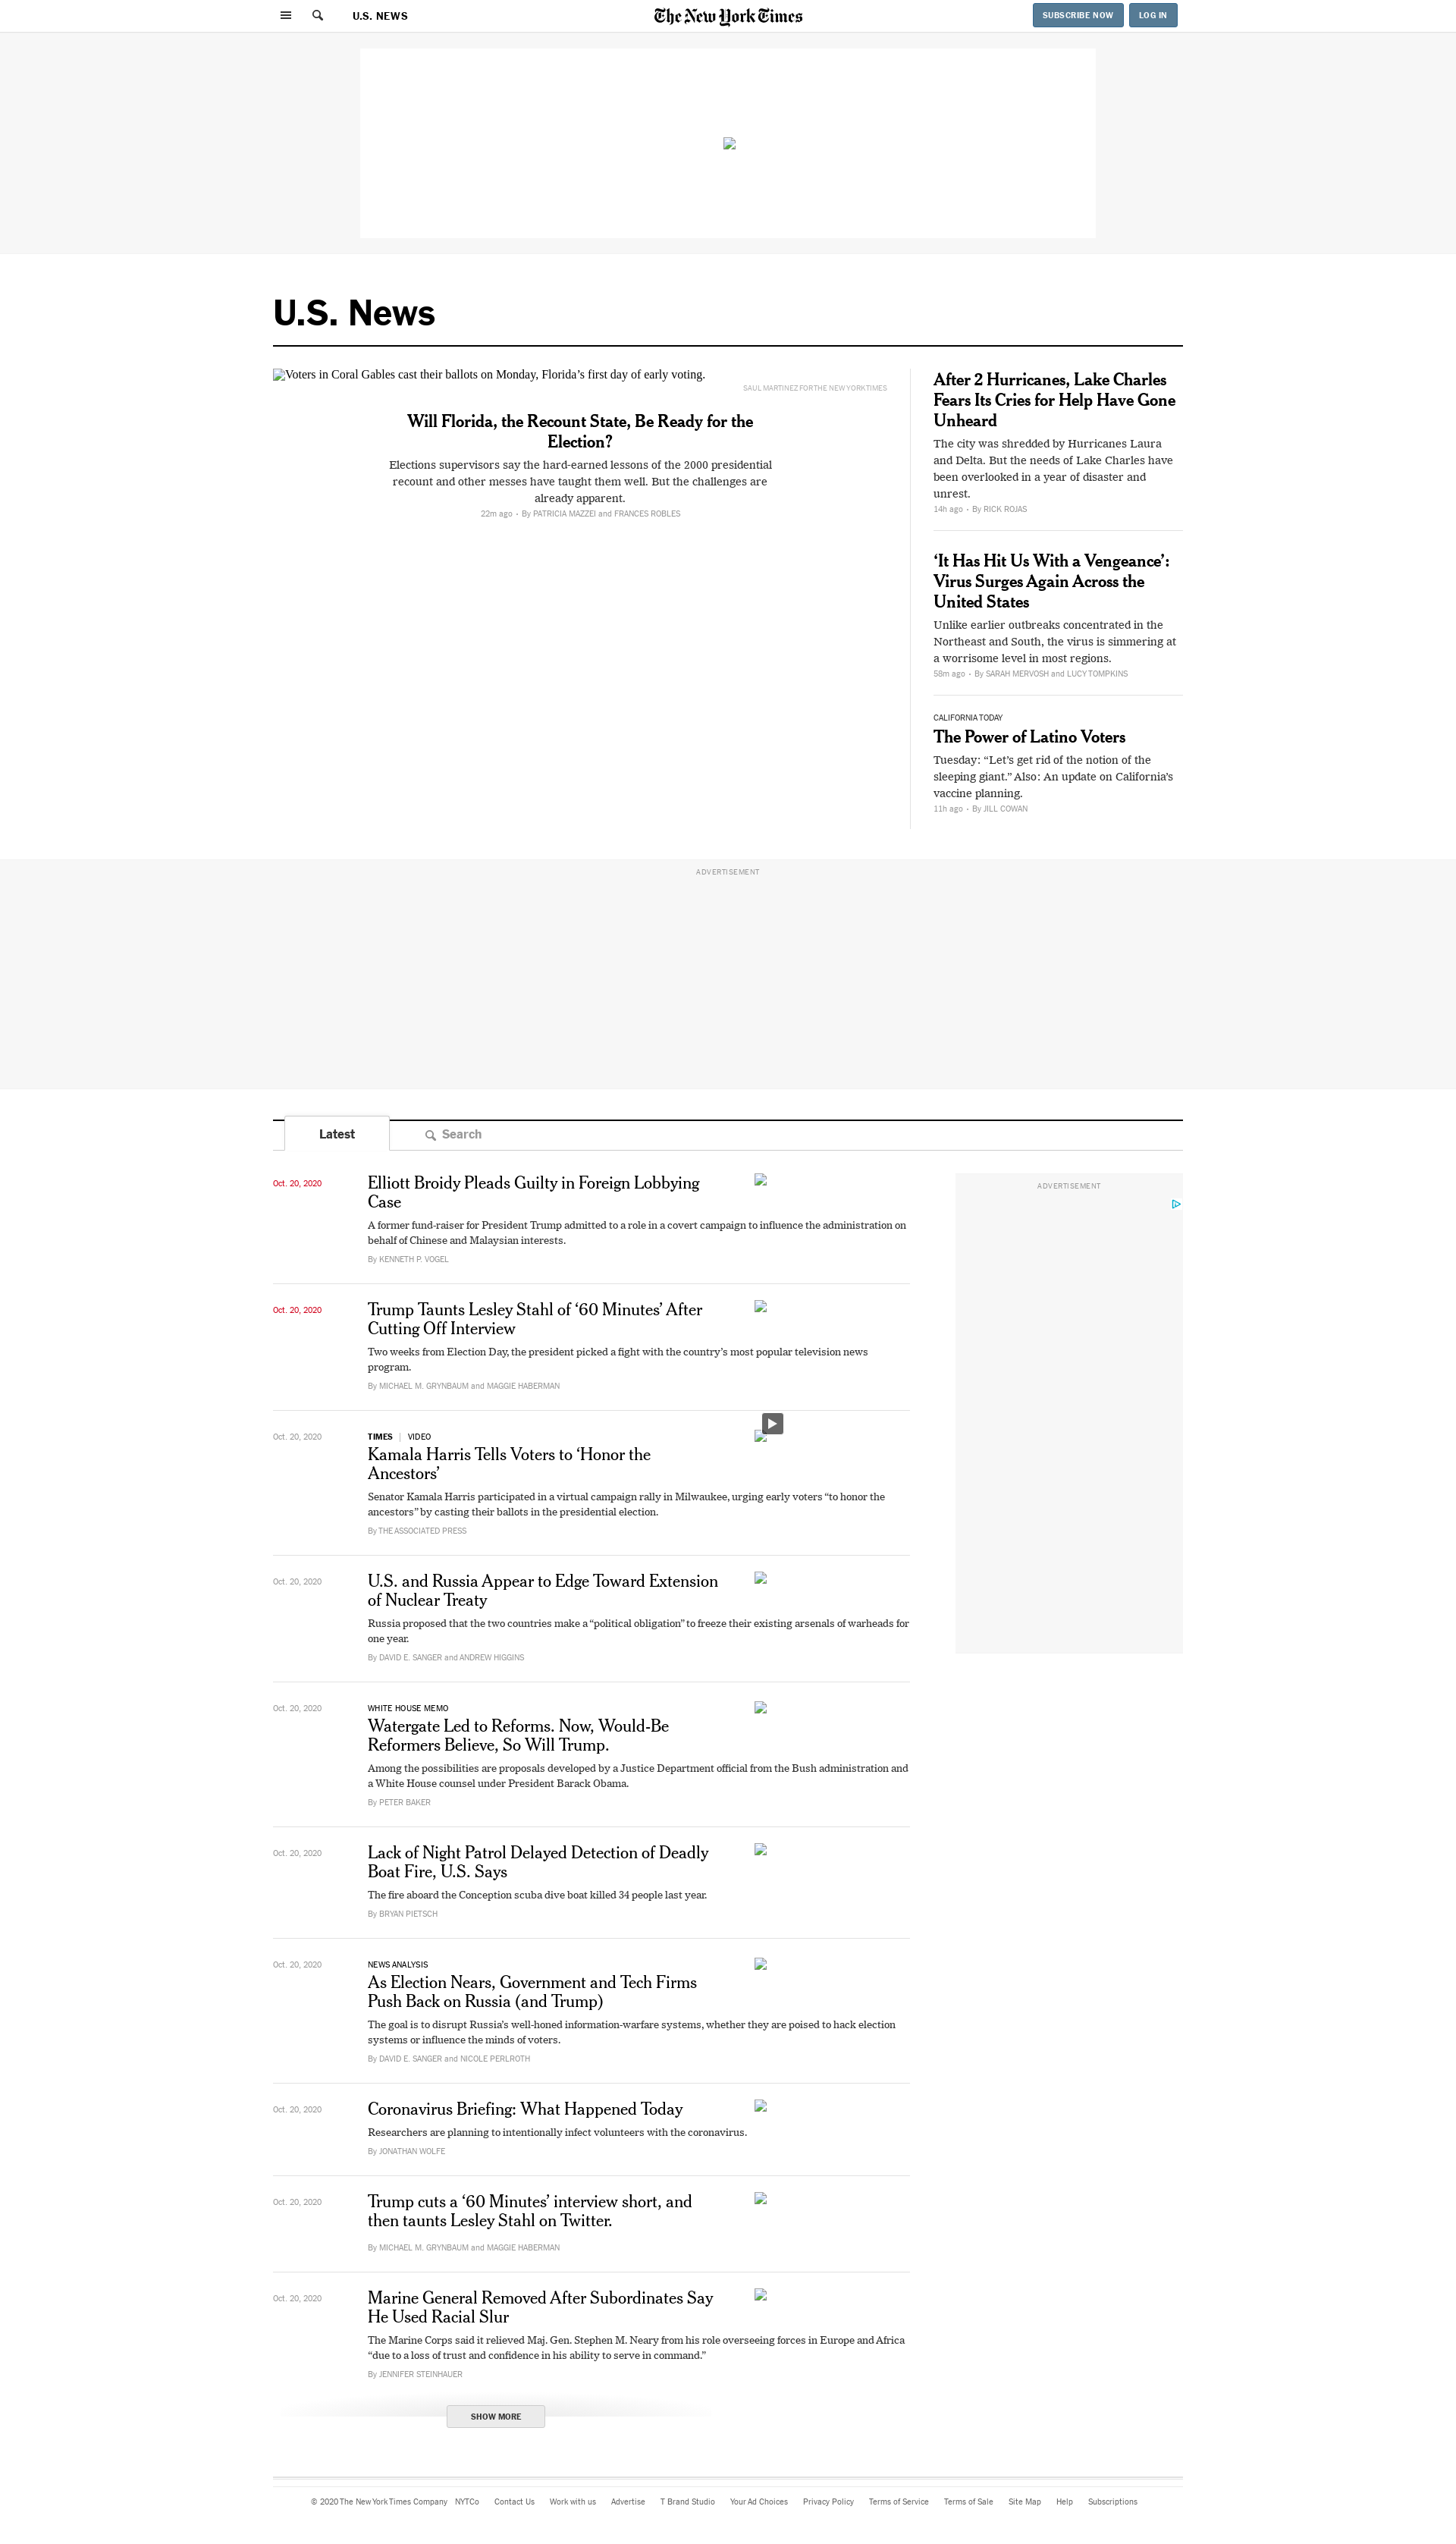 U.S. NEWS
The New York Times
SUBSCRIBE NOW
LOG IN
U.S. News
Voters in Coral Gables cast their ballots on Monday, Florida’s first day of early voting.
SAUL MARTINEZ FOR THE NEW YORK TIMES
Will Florida, the Recount State, Be Ready for the
Election?
Elections supervisors say the hard-earned lessons of the 2000 presidential
recount and other messes have taught them well. But the challenges are
already apparent.
22m ago • By PATRICIA MAZZEI and FRANCES ROBLES
After 2 Hurricanes, Lake Charles
Fears Its Cries for Help Have Gone
Unheard
The city was shredded by Hurricanes Laura
and Delta. But the needs of Lake Charles have
been overlooked in a year of disaster and
unrest.
14h ago • By RICK ROJAS
‘It Has Hit Us With a Vengeance’:
Virus Surges Again Across the
United States
Unlike earlier outbreaks concentrated in the
Northeast and South, the virus is simmering at
a worrisome level in most regions.
58m ago • By SARAH MERVOSH and LUCY TOMPKINS
CALIFORNIA TODAY
The Power of Latino Voters
Tuesday: “Let’s get rid of the notion of the
sleeping giant.” Also: An update on California’s
vaccine planning.
11h ago • By JILL COWAN
ADVERTISEMENT
Latest
Search
Oct. 20, 2020
Elliott Broidy Pleads Guilty in Foreign Lobbying
Case
A former fund-raiser for President Trump admitted to a role in a covert campaign to influence the administration on
behalf of Chinese and Malaysian interests.
By KENNETH P. VOGEL
ADVERTISEMENT
Oct. 20, 2020
Trump Taunts Lesley Stahl of ‘60 Minutes’ After
Cutting Off Interview
Two weeks from Election Day, the president picked a fight with the country’s most popular television news
program.
By MICHAEL M. GRYNBAUM and MAGGIE HABERMAN
Oct. 20, 2020
TIMES | VIDEO
Kamala Harris Tells Voters to ‘Honor the
Ancestors’
Senator Kamala Harris participated in a virtual campaign rally in Milwaukee, urging early voters “to honor the
ancestors” by casting their ballots in the presidential election.
By THE ASSOCIATED PRESS
Oct. 20, 2020
U.S. and Russia Appear to Edge Toward Extension
of Nuclear Treaty
Russia proposed that the two countries make a “political obligation” to freeze their existing arsenals of warheads for
one year.
By DAVID E. SANGER and ANDREW HIGGINS
Oct. 20, 2020
WHITE HOUSE MEMO
Watergate Led to Reforms. Now, Would-Be
Reformers Believe, So Will Trump.
Among the possibilities are proposals developed by a Justice Department official from the Bush administration and
a White House counsel under President Barack Obama.
By PETER BAKER
Oct. 20, 2020
Lack of Night Patrol Delayed Detection of Deadly
Boat Fire, U.S. Says
The fire aboard the Conception scuba dive boat killed 34 people last year.
By BRYAN PIETSCH
Oct. 20, 2020
NEWS ANALYSIS
As Election Nears, Government and Tech Firms
Push Back on Russia (and Trump)
The goal is to disrupt Russia’s well-honed information-warfare systems, whether they are poised to hack election
systems or influence the minds of voters.
By DAVID E. SANGER and NICOLE PERLROTH
Oct. 20, 2020
Coronavirus Briefing: What Happened Today
Researchers are planning to intentionally infect volunteers with the coronavirus.
By JONATHAN WOLFE
Oct. 20, 2020
Trump cuts a ‘60 Minutes’ interview short, and
then taunts Lesley Stahl on Twitter.
By MICHAEL M. GRYNBAUM and MAGGIE HABERMAN
Oct. 20, 2020
Marine General Removed After Subordinates Say
He Used Racial Slur
The Marine Corps said it relieved Maj. Gen. Stephen M. Neary from his role overseeing forces in Europe and Africa
“due to a loss of trust and confidence in his ability to serve in command.”
By JENNIFER STEINHAUER
SHOW MORE
© 2020 The New York Times Company NYTCo Contact Us Work with us Advertise T Brand Studio Your Ad Choices Privacy Policy Terms of Service Terms of Sale Site Map Help Subscriptions